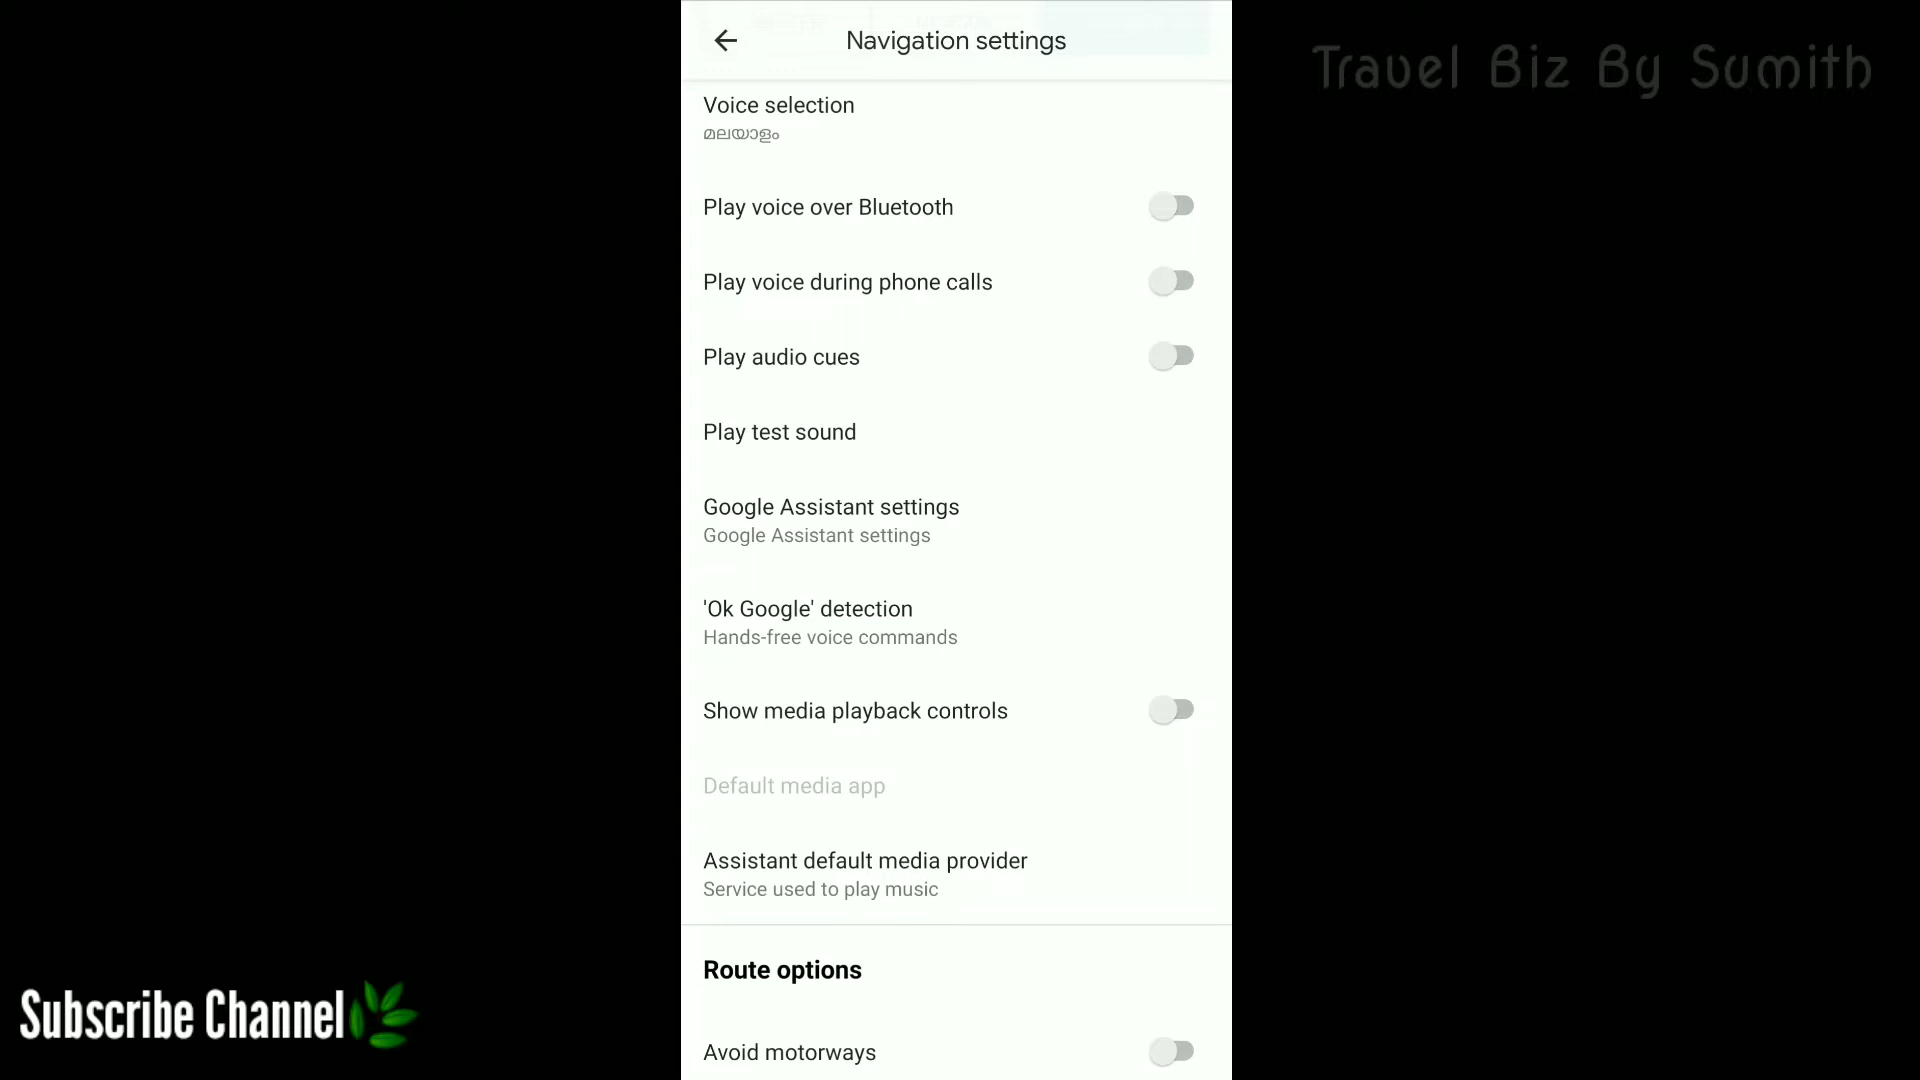 Navigation settings
Travel Biz By Sumith
Voice selection
മലയാളം
Play voice over Bluetooth
Play voice during phone calls
Play audio cues
Play test sound
Google Assistant settings
Google Assistant settings
'Ok Google' detection
Hands-free voice commands
Show media playback controls
Default media app
Assistant default media provider
Service used to play music
Route options
Subscribe Channel
Avoid motorways